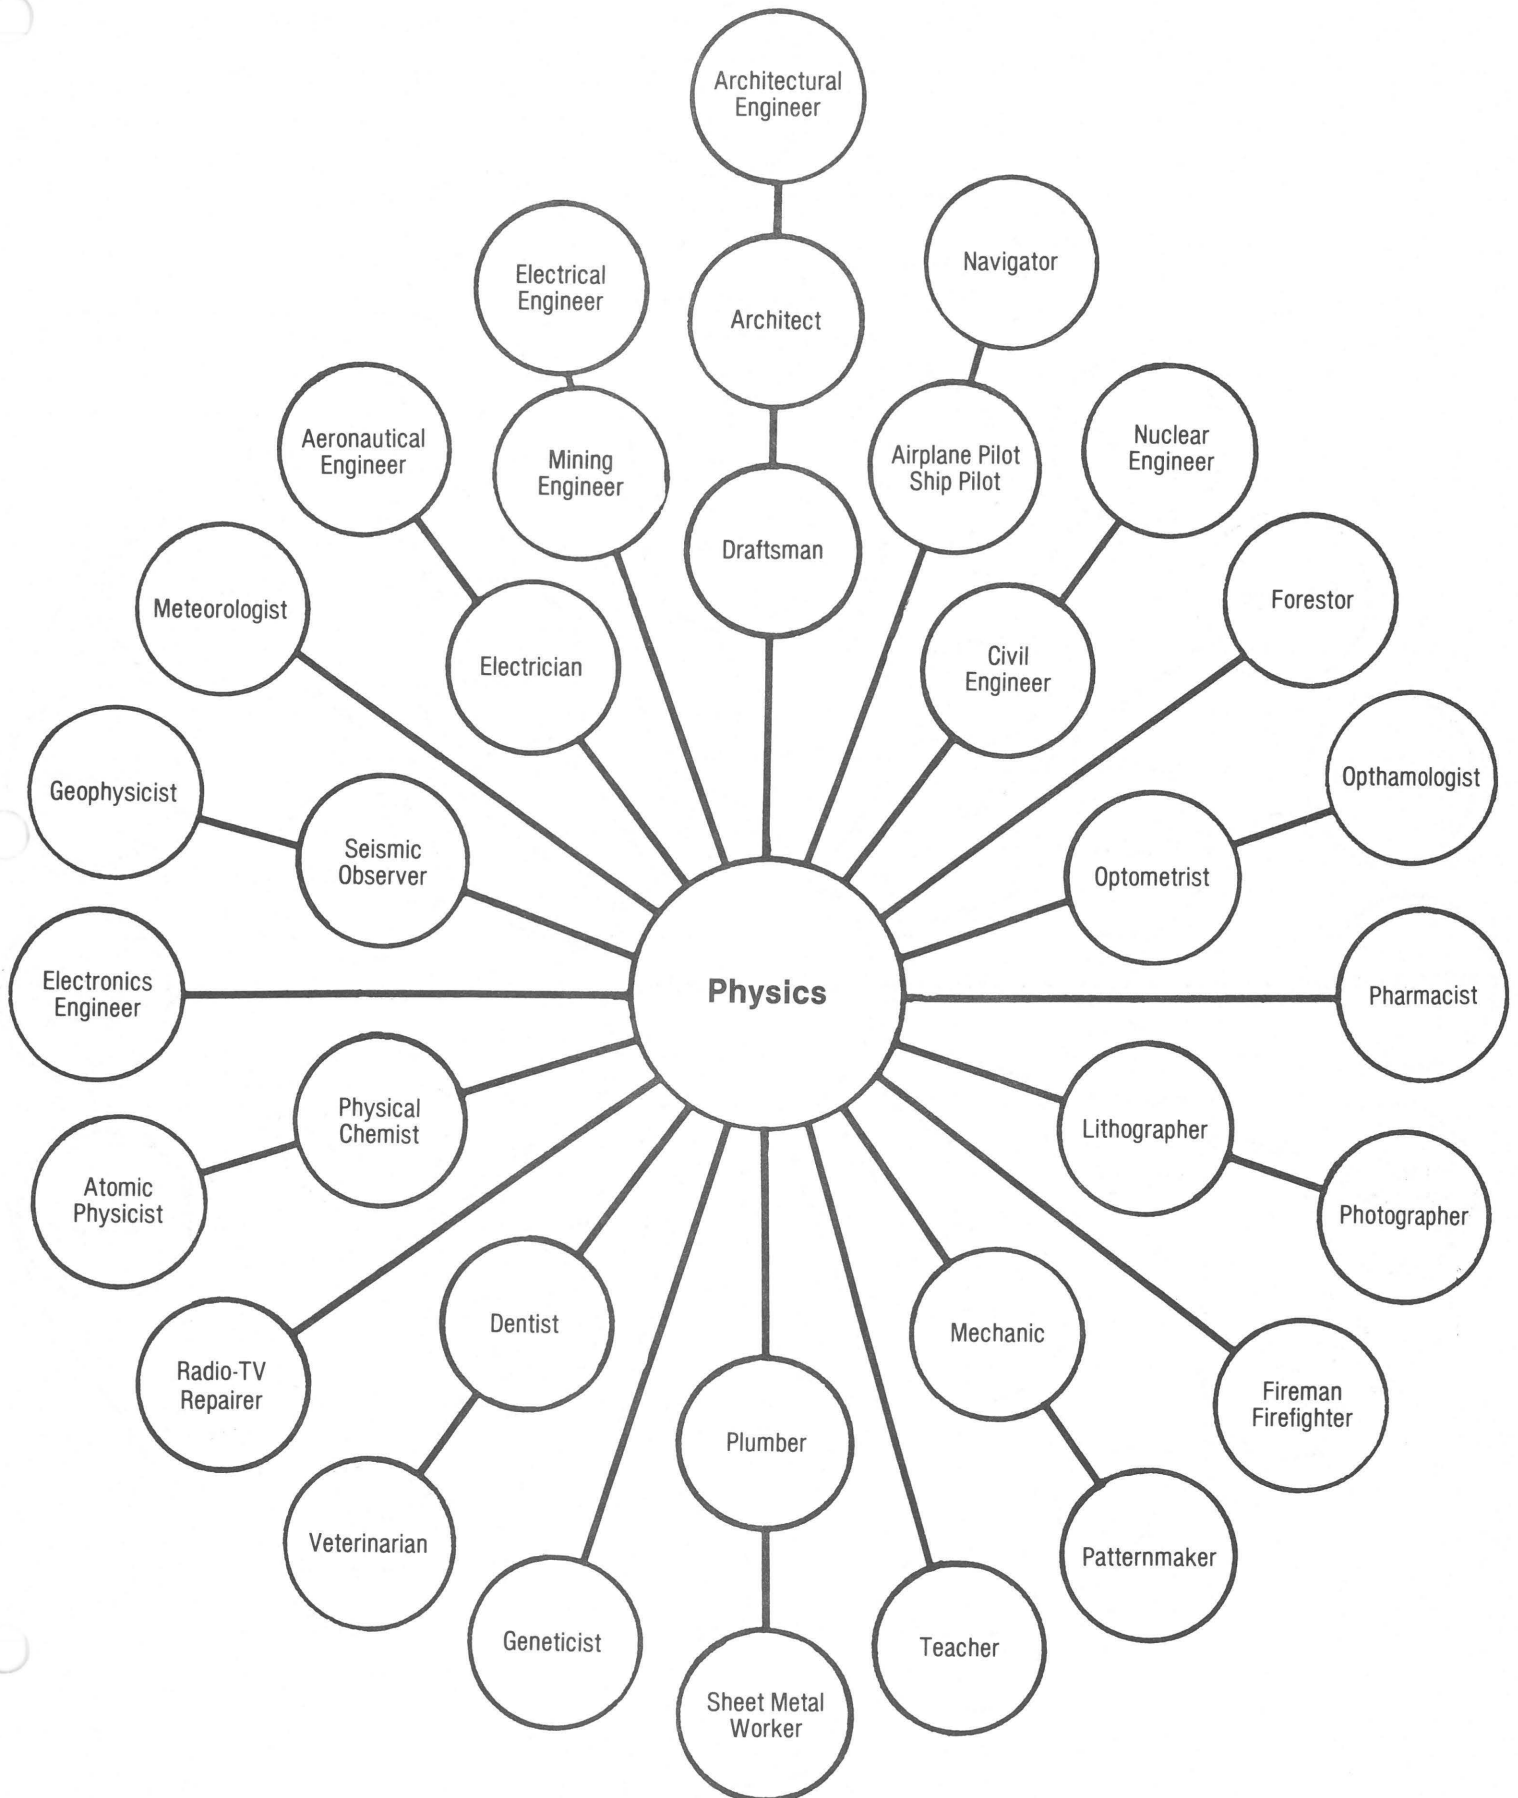 Architectural
Engineer
Navigator
Electrical
Engineer
Architect
Aeronautical
Engineer
Mining
Engineer
Airplane Pilot
Ship Pilot
Nuclear
Engineer
Draftsman
Meteorologist
Forestor
Electrician
Civil
Engineer
Geophysicist
Opthamologist
Seismic
Observer
Optometrist
Electronics
Engineer
Physics
Pharmacist
Physical
Chemist
Lithographer
Atomic
Physicist
Photographer
Dentist
Mechanic
Radio-TV
Repairer
Fireman
Firefighter
Plumber
Veterinarian
Patternmaker
Geneticist
Teacher
Sheet Metal
Worker